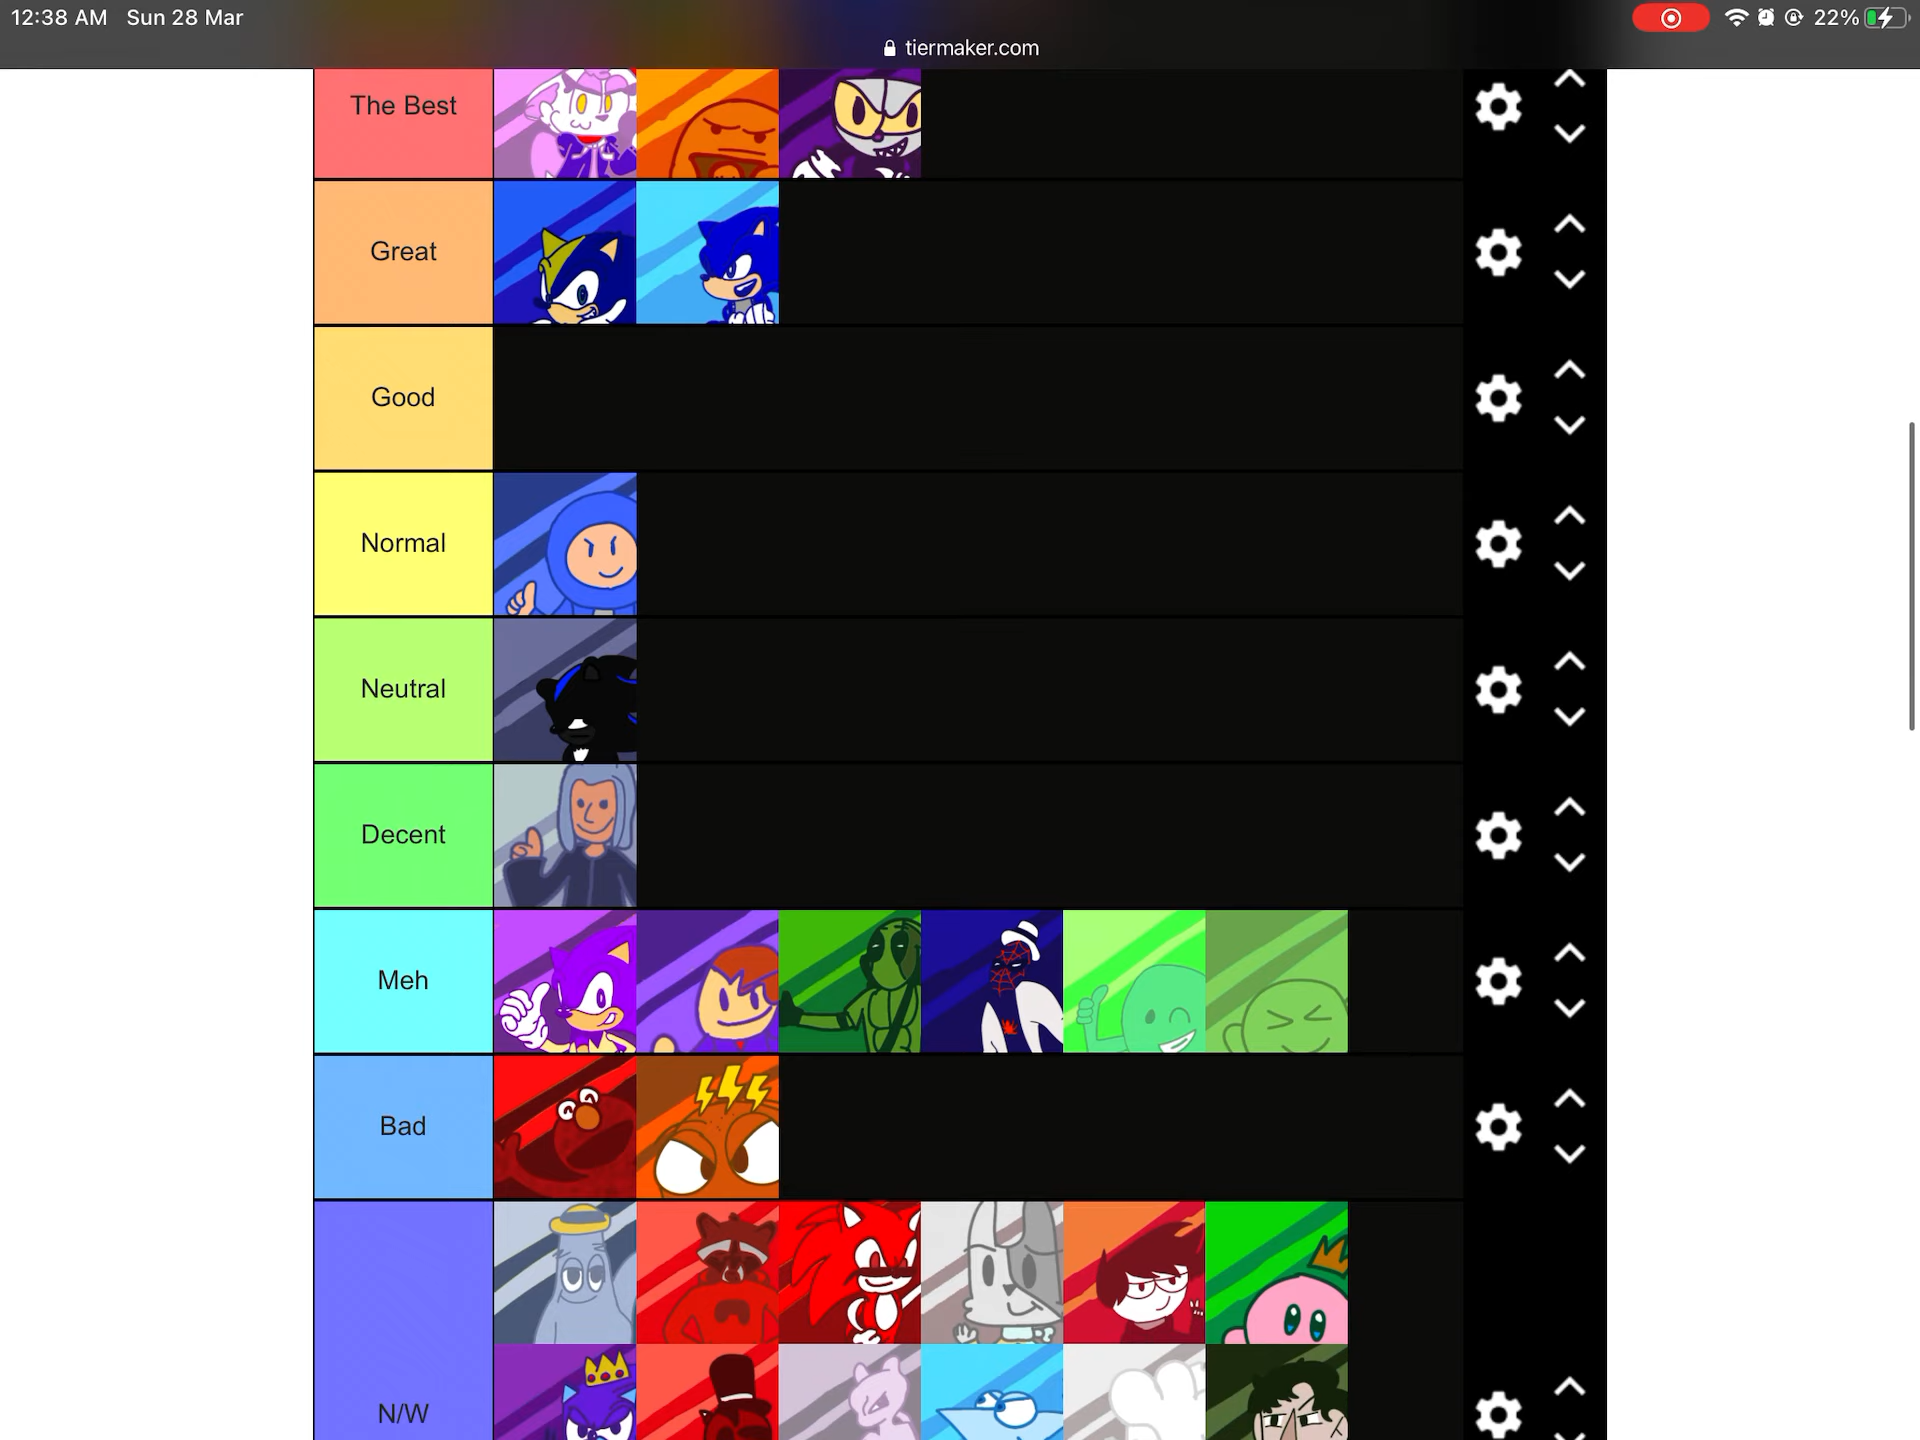 12:38 AM Sun 28 Mar
22%
tiermaker.com
The Best
Great
Good
Normal
Neutral
Decent
Meh
Bad
N/W